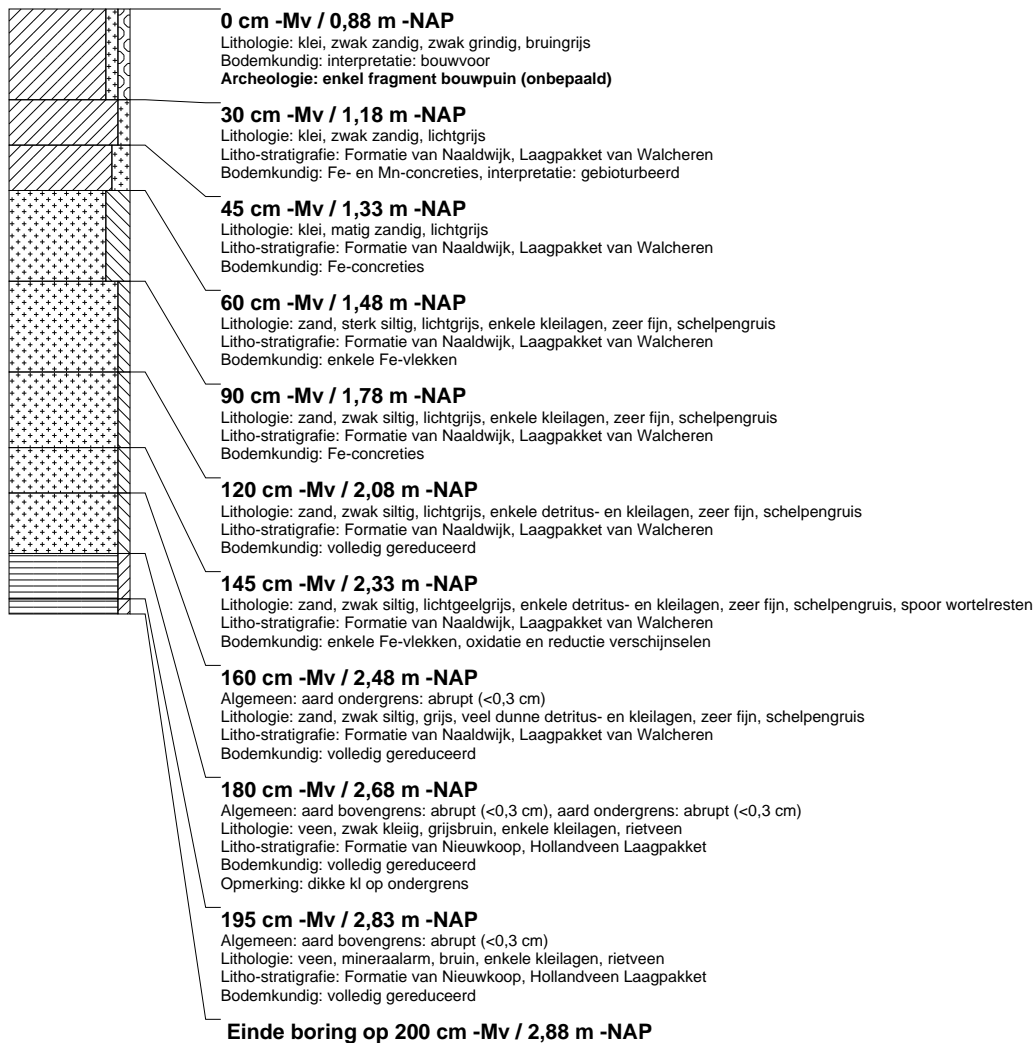 0 cm -Mv / 0,88 m -NAP
Lithologie: klei, zwak zandig, zwak grindig, bruingrijs
Bodemkundig: interpretatie: bouwvoor
Archeologie: enkel fragment bouwpuin (onbepaald)
30 cm -Mv / 1,18 m -NAP
Lithologie: klei, zwak zandig, lichtgrijs
Litho-stratigrafie: Formatie van Naaldwijk, Laagpakket van Walcheren
Bodemkundig: Fe- en Mn-concreties, interpretatie: gebioturbeerd
45 cm -Mv / 1,33 m -NAP
Lithologie: klei, matig zandig, lichtgrijs
Litho-stratigrafie: Formatie van Naaldwijk, Laagpakket van Walcheren
Bodemkundig: Fe-concreties
60 cm -Mv / 1,48 m -NAP
Lithologie: zand, sterk siltig, lichtgrijs, enkele kleilagen, zeer fijn, schelpengruis
Litho-stratigrafie: Formatie van Naaldwijk, Laagpakket van Walcheren
Bodemkundig: enkele Fe-vlekken
90 cm -Mv / 1,78 m -NAP
Lithologie: zand, zwak siltig, lichtgrijs, enkele kleilagen, zeer fijn, schelpengruis
Litho-stratigrafie: Formatie van Naaldwijk, Laagpakket van Walcheren
Bodemkundig: Fe-concreties
120 cm -Mv / 2,08 m -NAP
Lithologie: zand, zwak siltig, lichtgrijs, enkele detritus- en kleilagen, zeer fijn, schelpengruis
Litho-stratigrafie: Formatie van Naaldwijk, Laagpakket van Walcheren
Bodemkundig: volledig gereduceerd
145 cm -Mv / 2,33 m -NAP
Lithologie: zand, zwak siltig, lichtgeelgrijs, enkele detritus- en kleilagen, zeer fijn, schelpengruis, spoor wortelresten
Litho-stratigrafie: Formatie van Naaldwijk, Laagpakket van Walcheren
Bodemkundig: enkele Fe-vlekken, oxidatie en reductie verschijnselen
160 cm -Mv / 2,48 m -NAP
Algemeen: aard ondergrens: abrupt (<0,3 cm)
Lithologie: zand, zwak siltig, grijs, veel dunne detritus- en kleilagen, zeer fijn, schelpengruis
Litho-stratigrafie: Formatie van Naaldwijk, Laagpakket van Walcheren
Bodemkundig: volledig gereduceerd
180 cm -Mv / 2,68 m -NAP
Algemeen: aard bovengrens: abrupt (<0,3 cm), aard ondergrens: abrupt (<0,3 cm)
Lithologie: veen, zwak kleiig, grijsbruin, enkele kleilagen, rietveen
Litho-stratigrafie: Formatie van Nieuwkoop, Hollandveen Laagpakket
Bodemkundig: volledig gereduceerd
Opmerking: dikke kl op ondergrens
195 cm -Mv / 2,83 m -NAP
Algemeen: aard bovengrens: abrupt (<0,3 cm)
Lithologie: veen, mineraalarm, bruin, enkele kleilagen, rietveen
Litho-stratigrafie: Formatie van Nieuwkoop, Hollandveen Laagpakket
Bodemkundig: volledig gereduceerd
Einde boring op 200 cm -Mv / 2,88 m -NAP